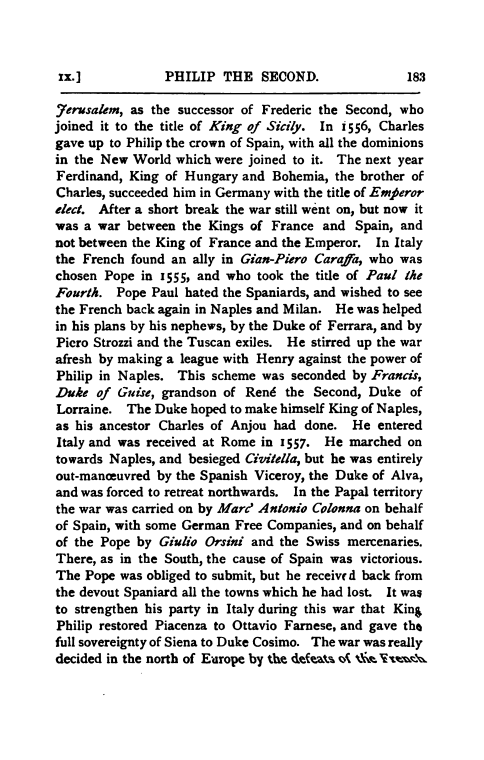 IX.] PHILIP THE SECOND. 183
Jerusalem, as the successor of Frederic the Second, who
joined it to the title of King of Sicily. In 1556, Charles
gave up to Philip the crown of Spain, with all the dominions
in the New World which were joined to it. The next year
Ferdinand, King of Hungary and Bohemia, the brother of
Charles, succeeded him in Germany with the title of Emperor
elect. After a short break the war still went on, but now it
was a war between the Kings of France and Spain, and
not between the King of France and the Emperor. In Italy
the French found an ally in Gian-Piero Caraffa, who was
chosen Pope in 1555, and who took the title of Paul the
Fourth. Pope Paul hated the Spaniards, and wished to see
the French back again in Naples and Milan. He was helped
in his plans by his nephews, by the Duke of Ferrara, and by
Piero Strozzi and the Tuscan exiles. He stirred up the war
afresh by making a league with Henry against the power of
Philip in Naples. This scheme was seconded by Francis,
Duke of Guise, grandson of René the Second, Duke of
Lorraine. The Duke hoped to make himself King of Naples,
as his ancestor Charles of Anjou had done. He entered
Italy and was received at Rome in 1557. He marched on
towards Naples, and besieged Civitella, but he was entirely
out-manœuvred by the Spanish Viceroy, the Duke of Alva,
and was forced to retreat northwards. In the Papal territory
the war was carried on by Marc' Antonio Colonna on behalf
of Spain, with some German Free Companies, and on behalf
of the Pope by Giulio Orsini and the Swiss mercenaries.
There, as in the South, the cause of Spain was victorious.
The Pope was obliged to submit, but he received back from
the devout Spaniard all the towns which he had lost. It was
to strengthen his party in Italy during this war that King
Philip restored Piacenza to Ottavio Farnese, and gave the
full sovereignty of Siena to Duke Cosimo. The war was really
decided in the north of Europe by the defeats of the French